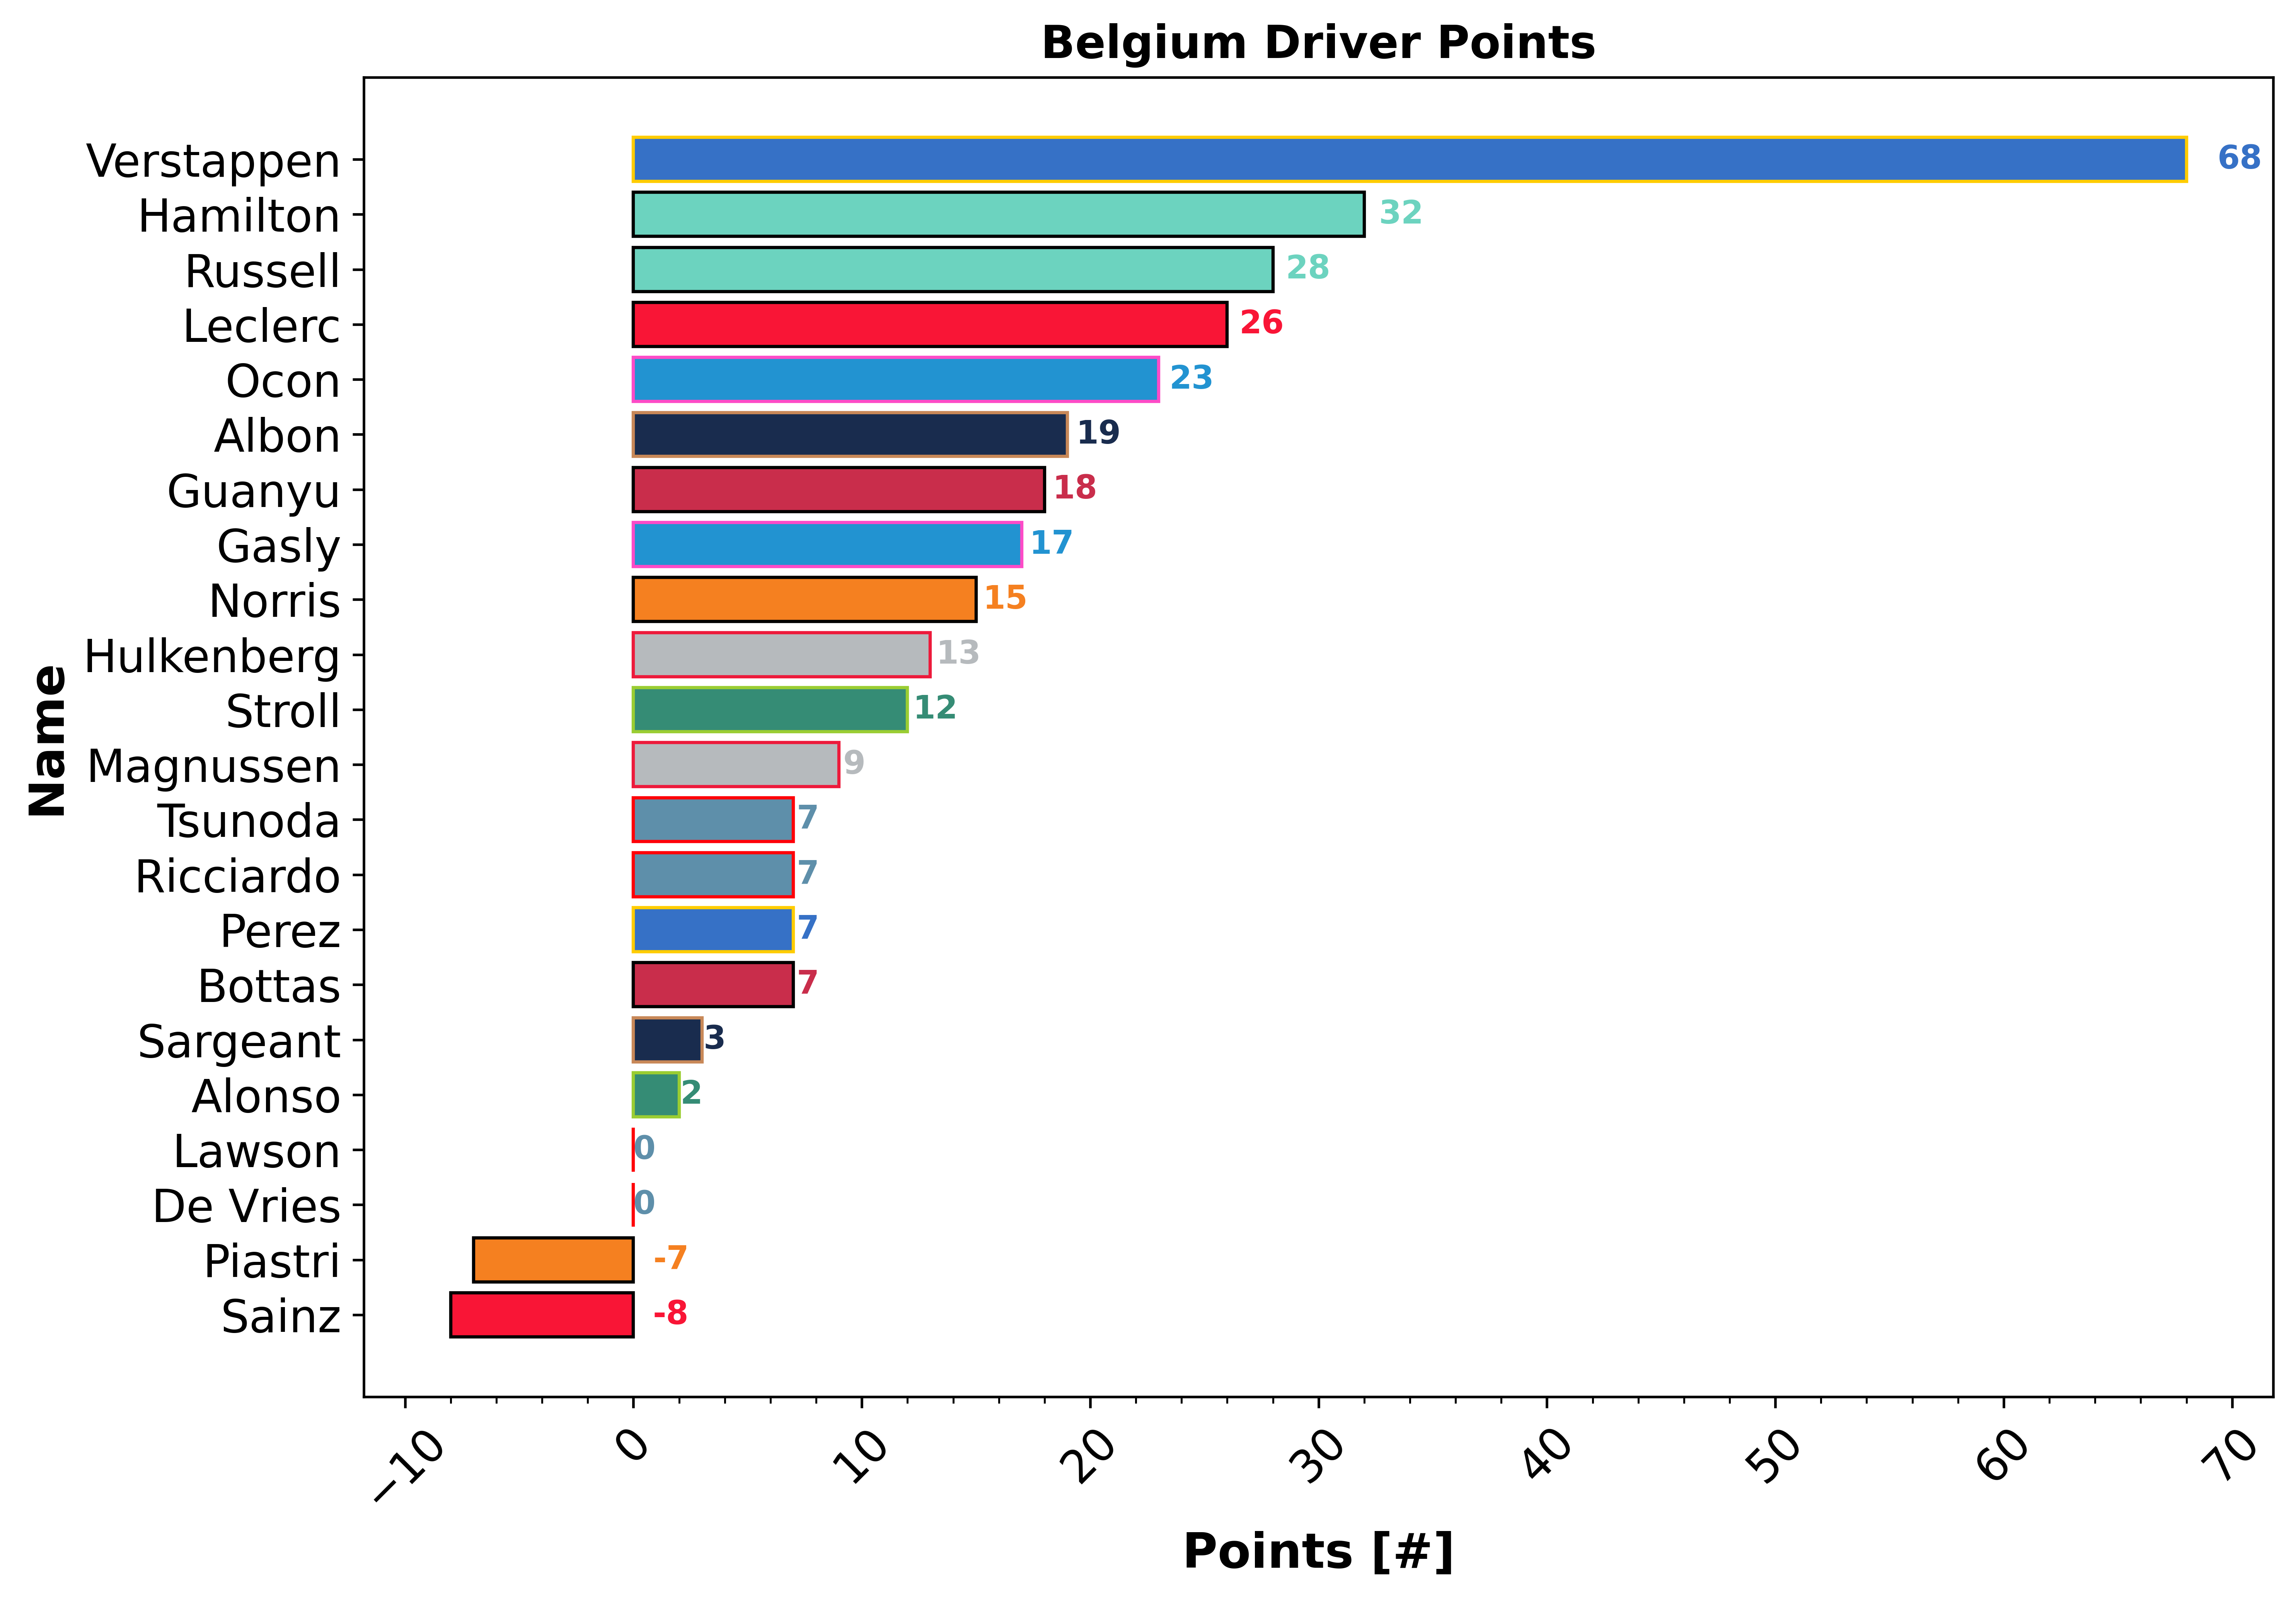 Belgium Driver Points
Name
Verstappen 68
Hamilton 32
Russell 28
Leclerc 26
Ocon 23
Albon 19
Guanyu 18
Gasly 17
Norris 15
Hulkenberg 13
Stroll 12
Magnussen 9
Tsunoda 7
Ricciardo 7
Perez 7
Bottas 7
Sargeant 3
Alonso 2
Lawson 0
De Vries 0
Piastri -7
Sainz -8
−10 0 10 20 30 40 50 60 70
Points [#]